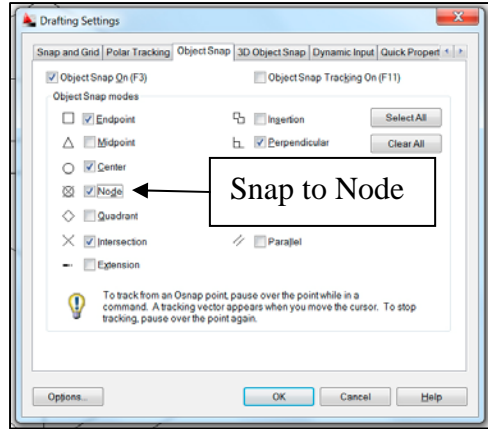 Drafting Settings
Snap and Grid Polar Tracking Object Snap 3D Object Snap Dynamic Input Quick Propert
Object Snap On (F3) Object Snap Tracking On (F11)
Object Snap modes
Endpoint Insertion Select All
Midpoint Perpendicular Clear All
Center
Node Snap to Node
Quadrant
Intersection Parallel
Extension
To track from an Osnap point, pause over the point while in a
command. A tracking vector appears when you move the cursor. To stop
tracking, pause over the point again.
Options... OK Cancel Help